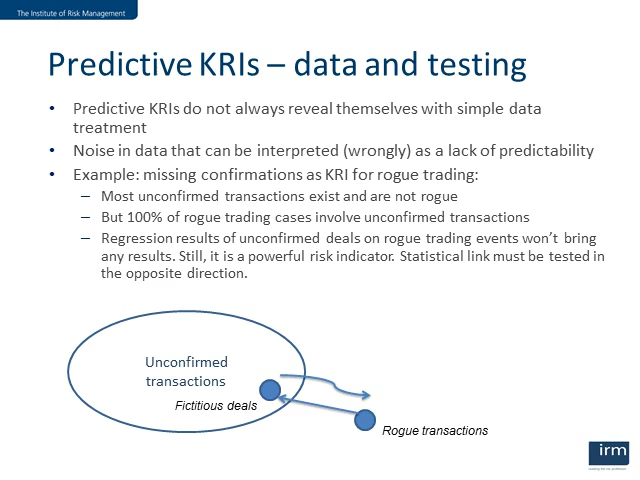 The Institute of Risk Management
Predictive KRIs – data and testing
• Predictive KRIs do not always reveal themselves with simple data
treatment
• Noise in data that can be interpreted (wrongly) as a lack of predictability
• Example: missing confirmations as KRI for rogue trading:
– Most unconfirmed transactions exist and are not rogue
– But 100% of rogue trading cases involve unconfirmed transactions
– Regression results of unconfirmed deals on rogue trading events won’t bring
any results. Still, it is a powerful risk indicator. Statistical link must be tested in
the opposite direction.
Unconfirmed
transactions
Fictitious deals
Rogue transactions
irm